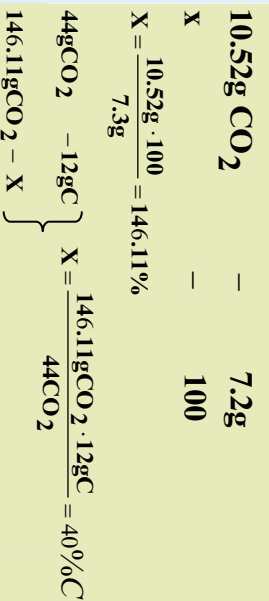 10.52g CO2 – 7.2g
x – 100
X = 10.52g · 100 / 7.3g = 146.11%
44gCO2 – 12gC
146.11gCO2 – X } X = 146.11gCO2 · 12gC / 44CO2 = 40%C